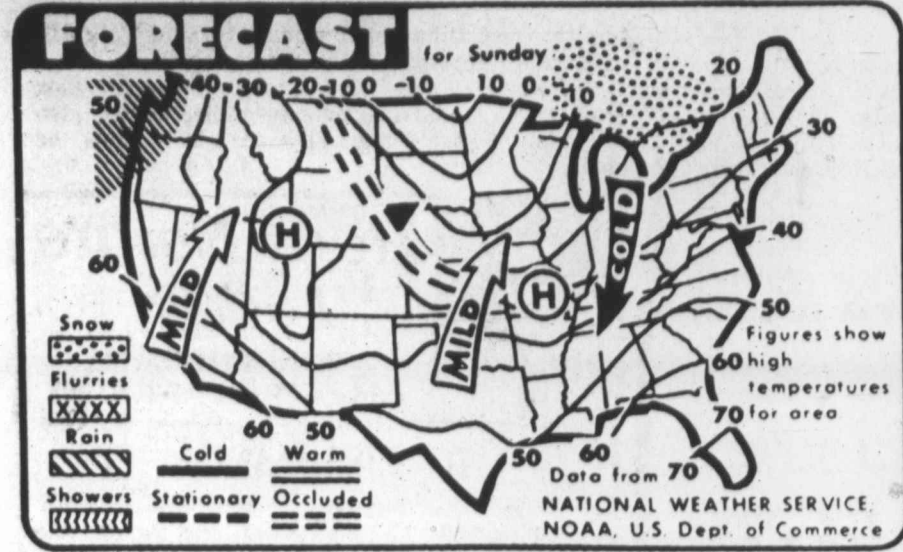 FORECAST
for Sunday
50 40 30 20 -10 0 -10 10 0 -10 20
30
40
50
60
70
60
MILD
H
MILD
H
COLD
Snow
Flurries
Rain
Showers
60 50
50 60 70
Cold Warm
Stationary Occluded
Figures show
high
temperatures
for area
Data from
NATIONAL WEATHER SERVICE,
NOAA, U.S. Dept. of Commerce